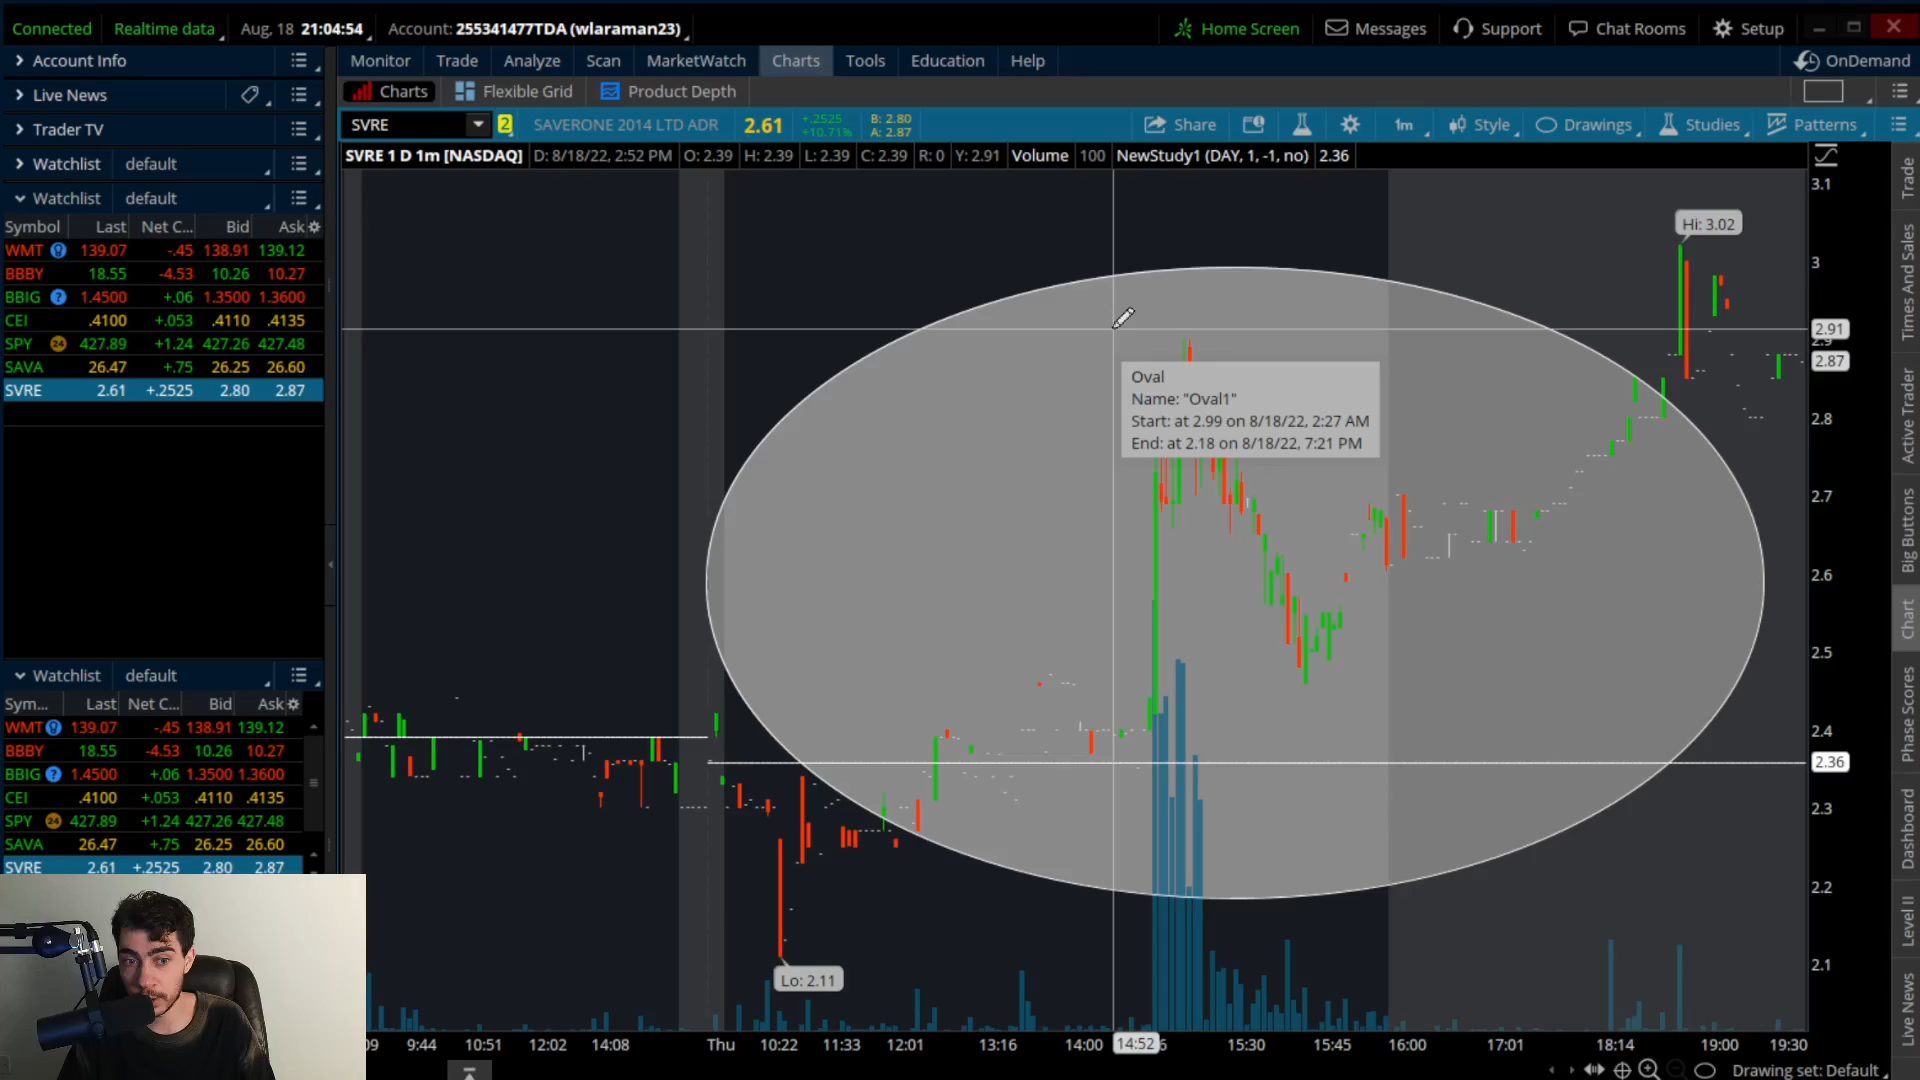 Connected Realtime data Aug. 18 21:04:54 Account: 255341477TDA (wlaraman23) Home Screen Messages Support Chat Rooms Setup
Account Info
Live News
Trader TV
Watchlist default
Watchlist default
Symbol Last Net C... Bid Ask
WMT 139.07 -.45 138.91 139.12
BBBY 18.55 -4.53 10.26 10.27
BBIG 1.4500 +.06 1.3500 1.3600
CEI .4100 +.053 .4110 .4135
SPY 24 427.89 +1.24 427.26 427.48
SAVA 26.47 +.75 26.25 26.60
SVRE 2.61 +.2525 2.80 2.87
Watchlist default
Sym... Last Net C... Bid Ask
WMT 139.07 -.45 138.91 139.12
BBBY 18.55 -4.53 10.26 10.27
BBIG 1.4500 +.06 1.3500 1.3600
CEI .4100 +.053 .4110 .4135
SPY 24 427.89 +1.24 427.26 427.48
SAVA 26.47 +.75 26.25 26.60
SVRE 2.61 +.2525 2.80 2.87
Monitor Trade Analyze Scan MarketWatch Charts Tools Education Help OnDemand
Charts Flexible Grid Product Depth
SVRE 2 SAVERONE 2014 LTD ADR 2.61 +.2525 +10.71% B: 2.80 A: 2.87 Share 1m Style Drawings Studies Patterns
SVRE 1 D 1m [NASDAQ] D: 8/18/22, 2:52 PM O: 2.39 H: 2.39 L: 2.39 C: 2.39 R: 0 Y: 2.91 Volume 100 NewStudy1 (DAY, 1, -1, no) 2.36
Hi: 3.02
Oval
Name: "Oval1"
Start: at 2.99 on 8/18/22, 2:27 AM
End: at 2.18 on 8/18/22, 7:21 PM
Lo: 2.11
3.1
3
2.91
2.9
2.87
2.8
2.7
2.6
2.5
2.4
2.36
2.3
2.2
2.1
9:44 10:51 12:02 14:08 Thu 10:22 11:33 12:01 13:16 14:00 14:52 15:30 15:45 16:00 17:01 18:14 19:00 19:30
Drawing set: Default
Trade
Times And Sales
Active Trader
Big Buttons
Chart
Phase Scores
Dashboard
Level II
Live News